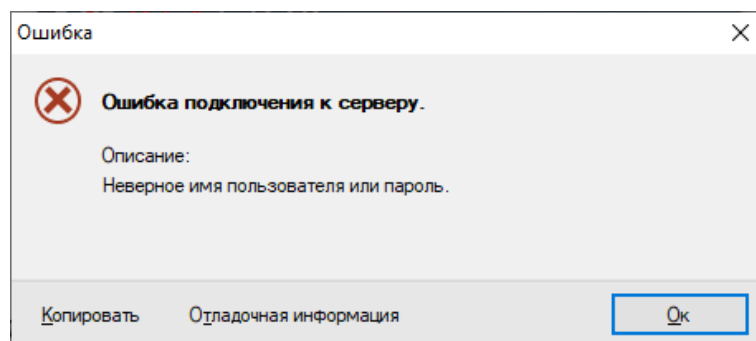 Ошибка
Ошибка подключения к серверу.
Описание:
Неверное имя пользователя или пароль.
Копировать Отладочная информация Ок